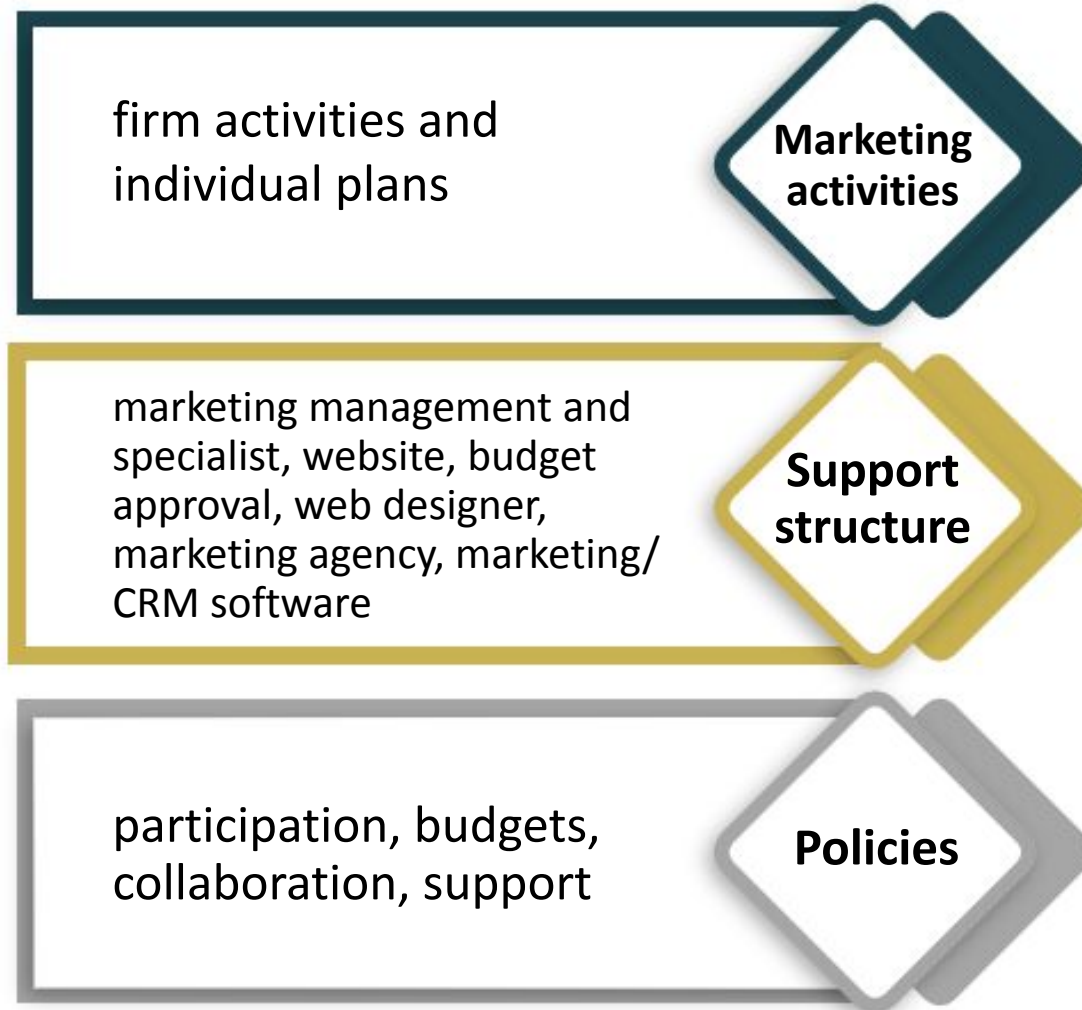 firm activities and
individual plans
Marketing
activities
marketing management and
specialist, website, budget
approval, web designer,
marketing agency, marketing/
CRM software
Support
structure
participation, budgets,
collaboration, support
Policies